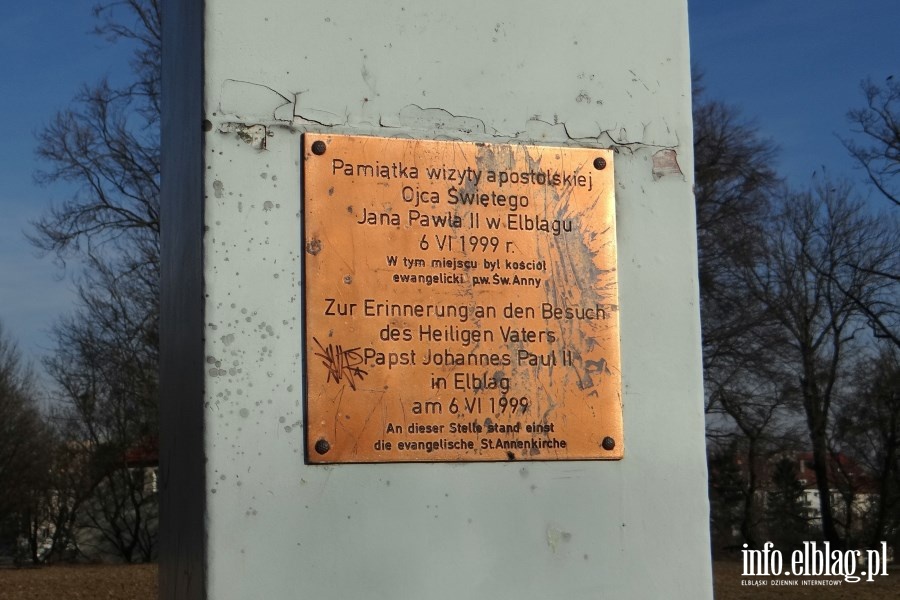 Pamiątka wizyty apostolskiej
Ojca Świętego
Jana Pawła II w Elblągu
6 VI 1999 r.
W tym miejscu był kościół
ewangelicki p.w. Św. Anny
Zur Erinnerung an den Besuch
des Heiligen Vaters
Papst Johannes Paul II
in Elbląg
am 6 VI 1999
An dieser Stelle stand einst
die evangelische St. Annenkirche
info.elblag.pl
ELBLĄSKI DZIENNIK INTERNETOWY